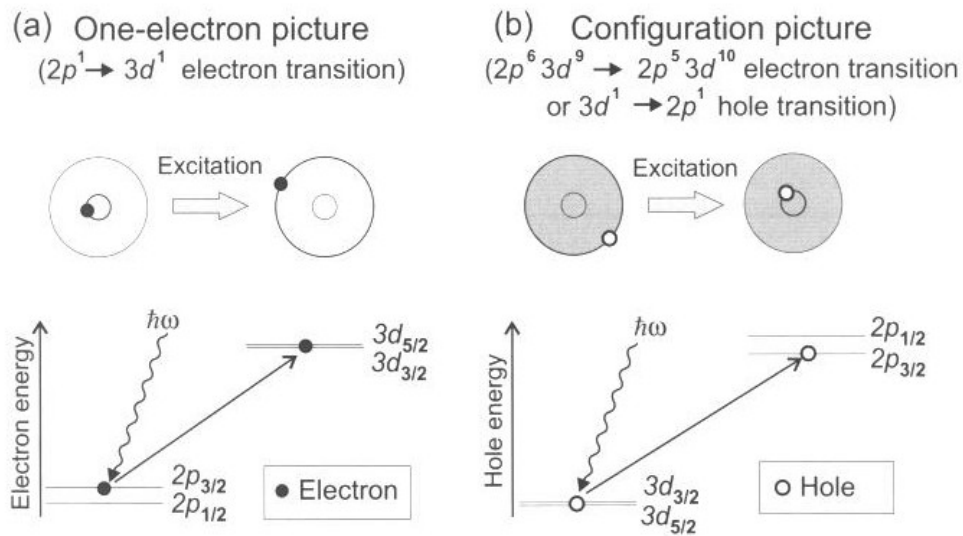 (a) One-electron picture
(2p¹ → 3d¹ electron transition)
Excitation
Electron energy
ħω
3d5/2
3d3/2
2p3/2
2p1/2
Electron
(b) Configuration picture
(2p⁶ 3d⁹ → 2p⁵ 3d¹⁰ electron transition
or 3d¹ → 2p¹ hole transition)
Excitation
Hole energy
ħω
2p1/2
2p3/2
3d3/2
3d5/2
Hole